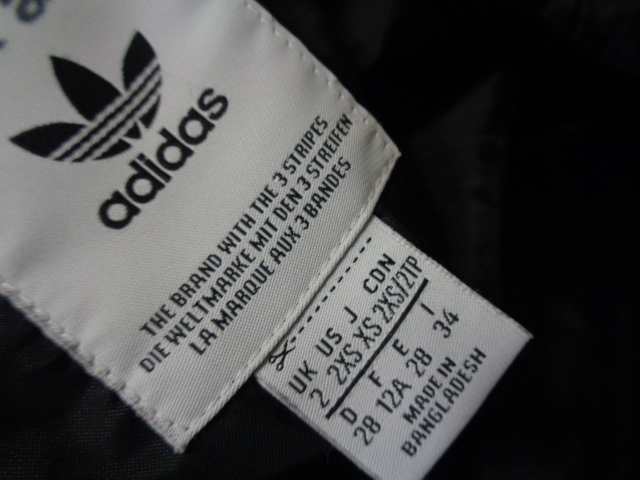 adidas
THE BRAND WITH THE 3 STRIPES
DIE WELTMARKE MIT DEN 3 STREIFEN
LA MARQUE AUX 3 BANDES
UK US J CDN
2 2XS XS 2XS/2TP
D F E I
28 12A 28 34
MADE IN
BANGLADESH